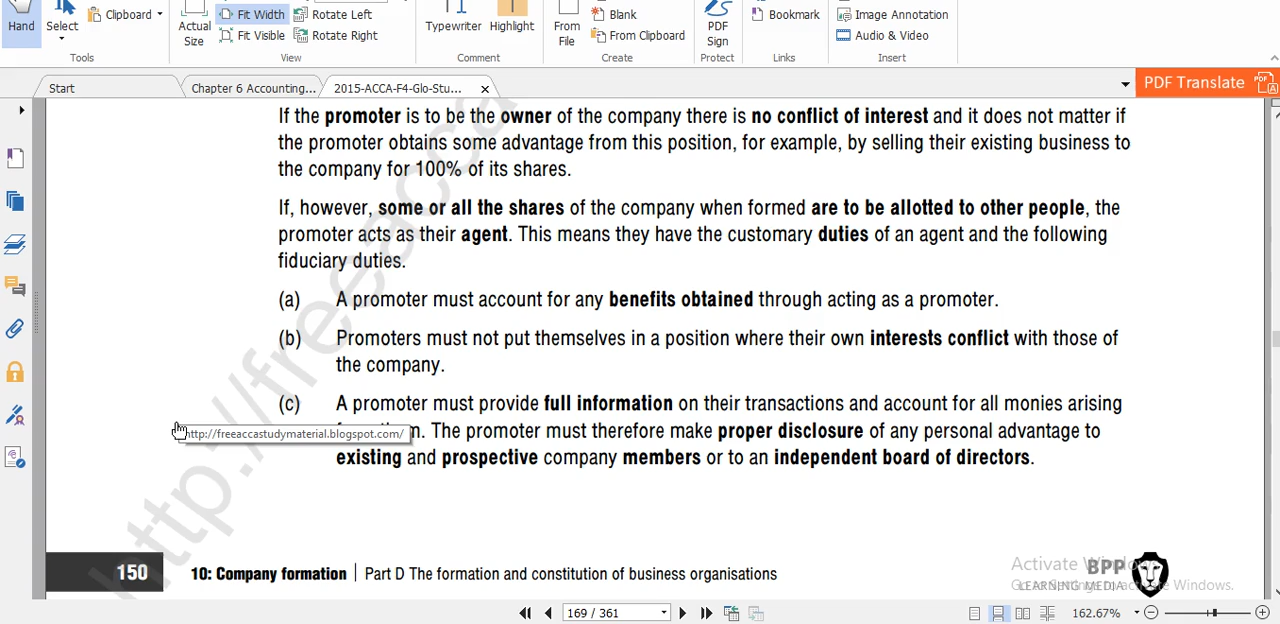 Hand
Select
Clipboard
Tools
Actual
Size
Fit Width
Fit Visible
Rotate Left
Rotate Right
View
Typewriter
Highlight
Comment
From
File
Blank
From Clipboard
Create
PDF
Sign
Protect
Bookmark
Links
Image Annotation
Audio & Video
Insert
Start
Chapter 6 Accounting...
2015-ACCA-F4-Glo-Stu...
PDF Translate
If the promoter is to be the owner of the company there is no conflict of interest and it does not matter if
the promoter obtains some advantage from this position, for example, by selling their existing business to
the company for 100% of its shares.
If, however, some or all the shares of the company when formed are to be allotted to other people, the
promoter acts as their agent. This means they have the customary duties of an agent and the following
fiduciary duties.
(a) A promoter must account for any benefits obtained through acting as a promoter.
(b) Promoters must not put themselves in a position where their own interests conflict with those of
the company.
(c) A promoter must provide full information on their transactions and account for all monies arising
The promoter must therefore make proper disclosure of any personal advantage to
existing and prospective company members or to an independent board of directors.
http://freeaccastudymaterial.blogspot.com/
http://freeacca
150
10: Company formation | Part D The formation and constitution of business organisations
BPP
LEARNING MEDIA
Activate Windows
Go to Settings to activate Windows.
169 / 361
162.67%